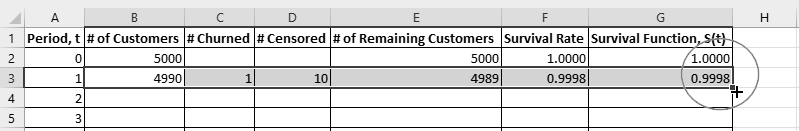 A B C D E F G H
1 Period, t # of Customers # Churned # Censored # of Remaining Customers Survival Rate Survival Function, S(t)
2 0 5000 5000 1.0000 1.0000
3 1 4990 1 10 4989 0.9998 0.9998
4 2
5 3